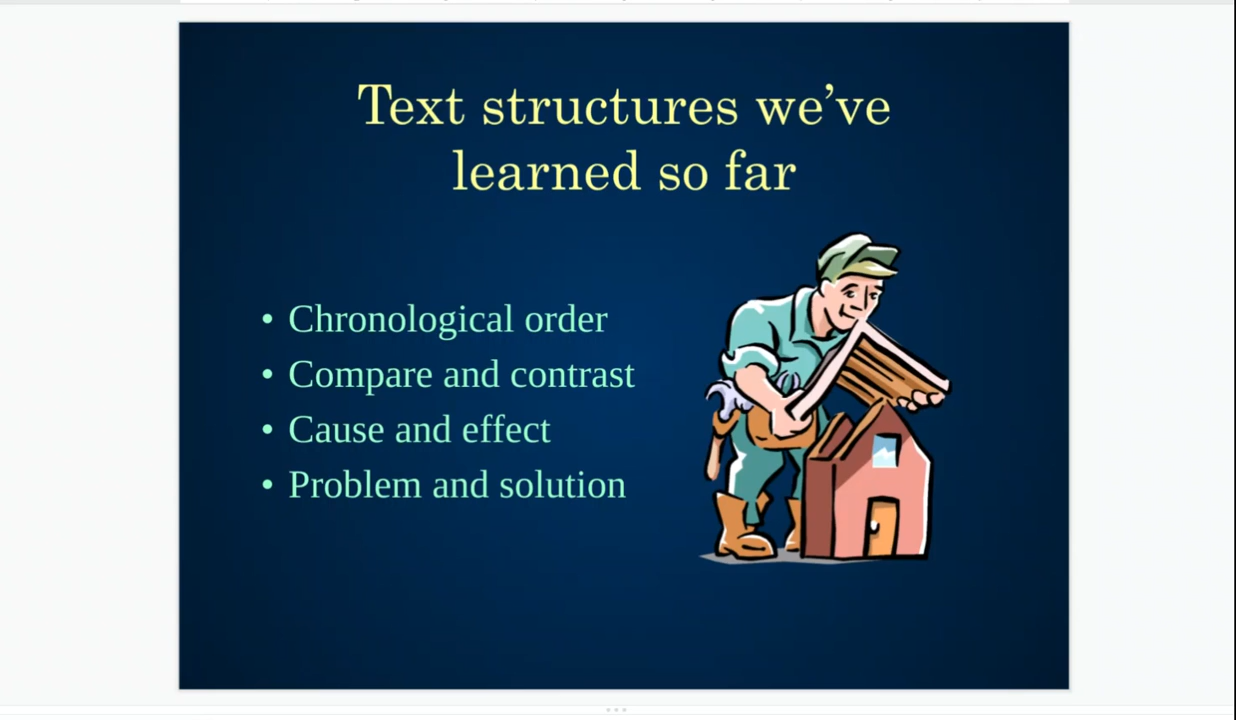 Text structures we’ve
learned so far
• Chronological order
• Compare and contrast
• Cause and effect
• Problem and solution